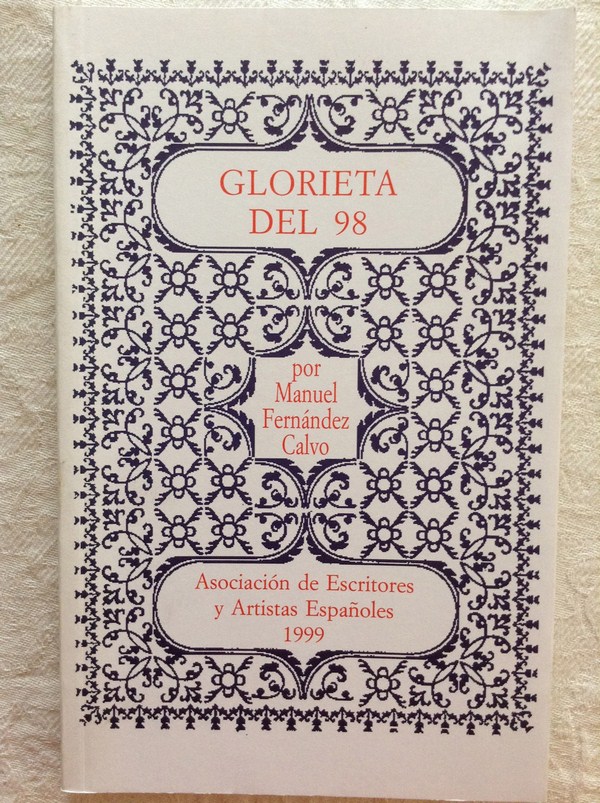 GLORIETA
DEL 98
por
Manuel
Fernández
Calvo
Asociación de Escritores
y Artistas Españoles
1999